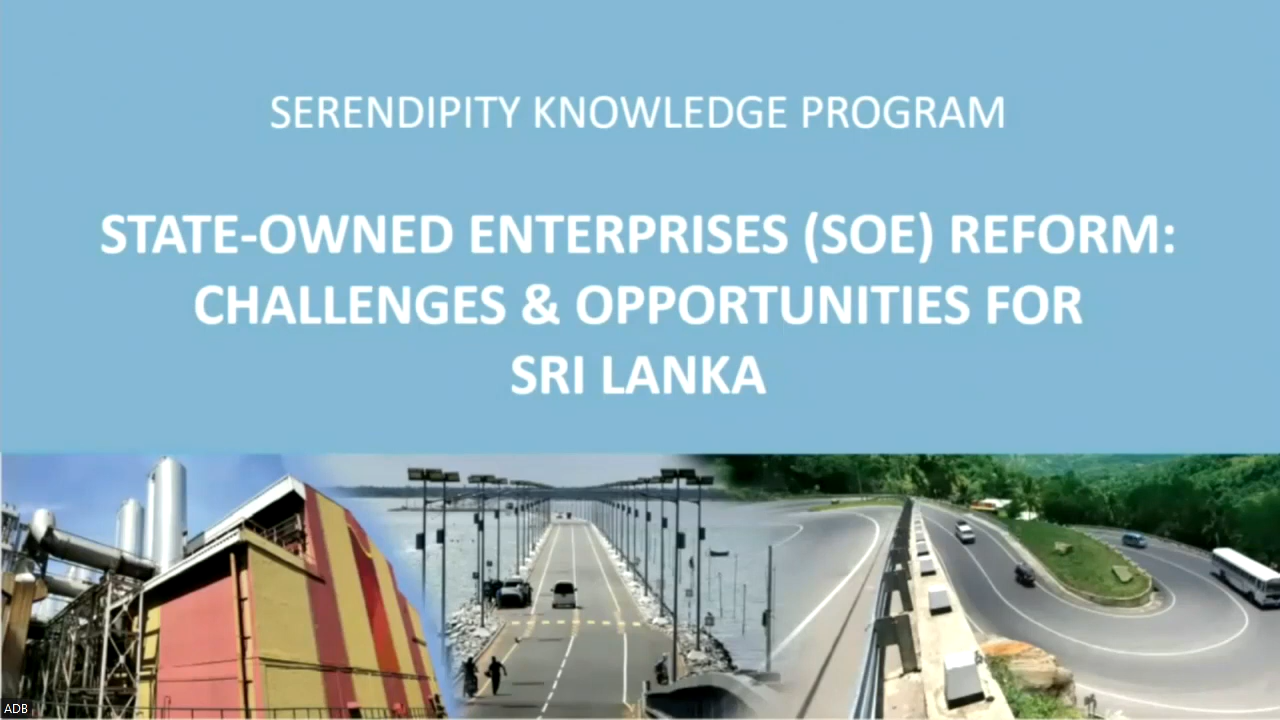 SERENDIPITY KNOWLEDGE PROGRAM
STATE-OWNED ENTERPRISES (SOE) REFORM:
CHALLENGES & OPPORTUNITIES FOR
SRI LANKA
ADB